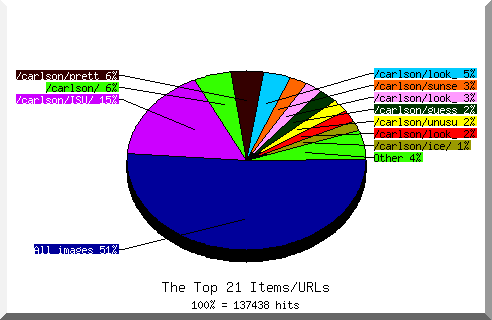 /carlson/prett 6%
/carlson/ 6%
/carlson/ISU/ 15%
All images 51%
/carlson/look_ 5%
/carlson/sunse 3%
/carlson/look_ 3%
/carlson/guess 2%
/carlson/unusu 2%
/carlson/look_ 2%
/carlson/ice/ 1%
Other 4%
The Top 21 Items/URLs
100% = 137438 hits